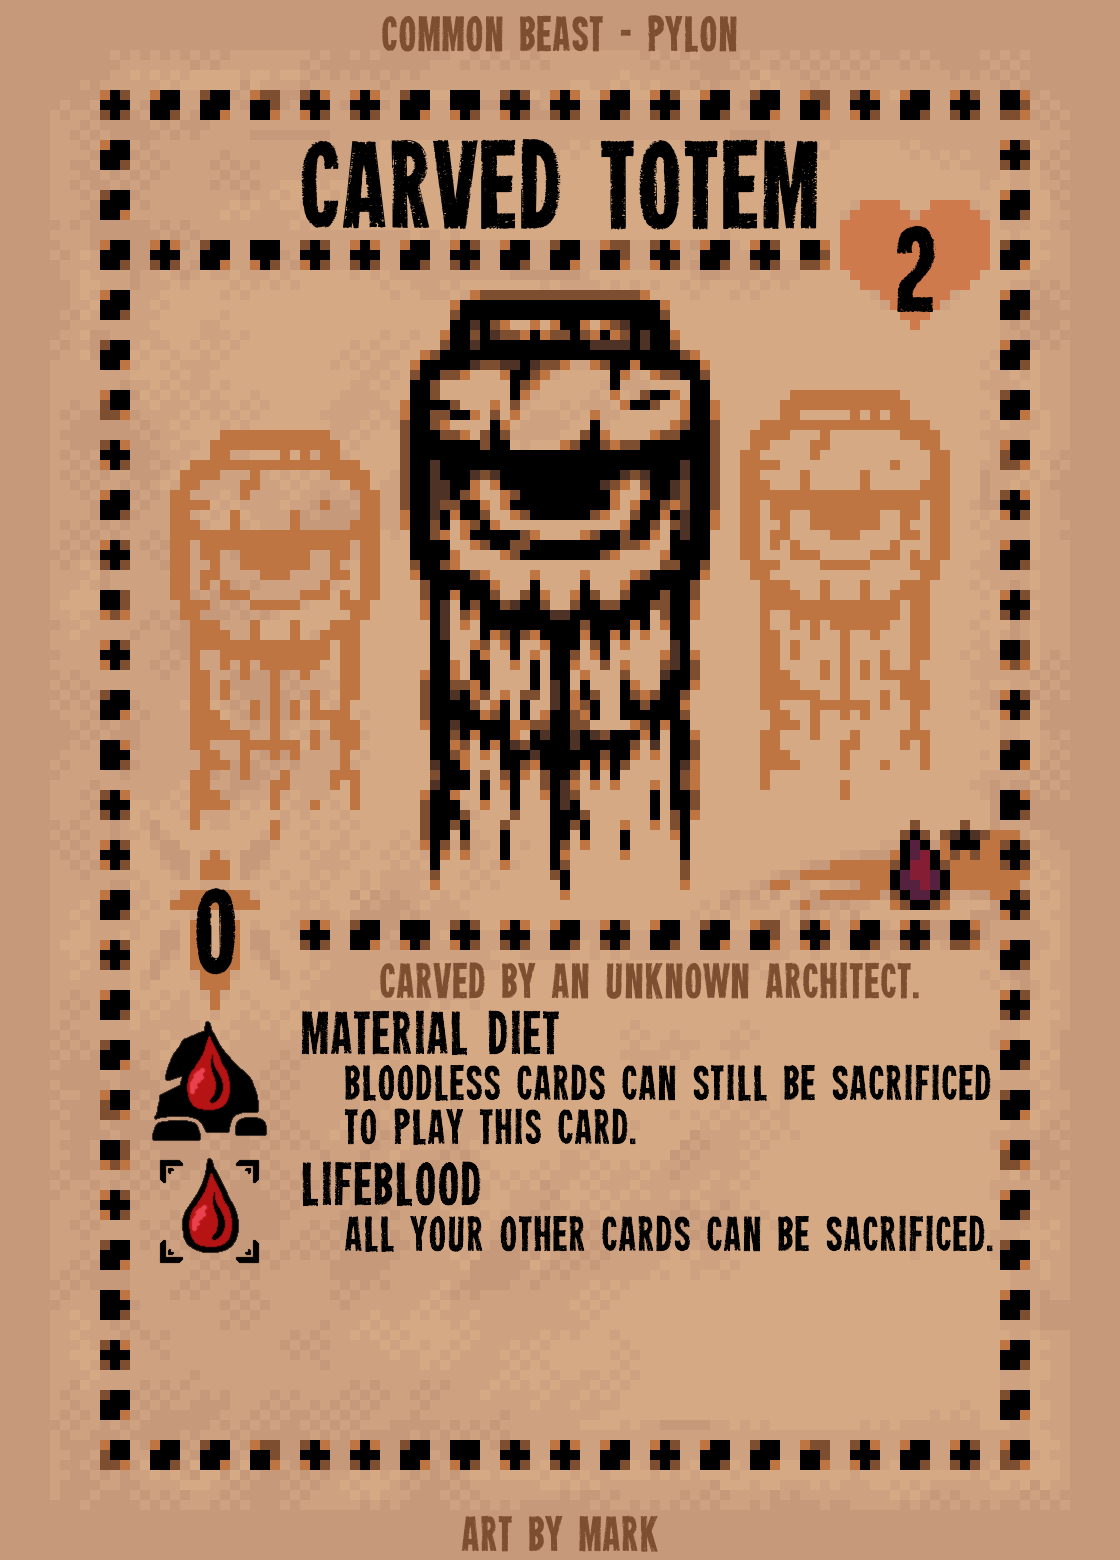 COMMON BEAST - PYLON
CARVED TOTEM
2
0
CARVED BY AN UNKNOWN ARCHITECT.
MATERIAL DIET
BLOODLESS CARDS CAN STILL BE SACRIFICED
TO PLAY THIS CARD.
LIFEBLOOD
ALL YOUR OTHER CARDS CAN BE SACRIFICED.
ART BY MARK